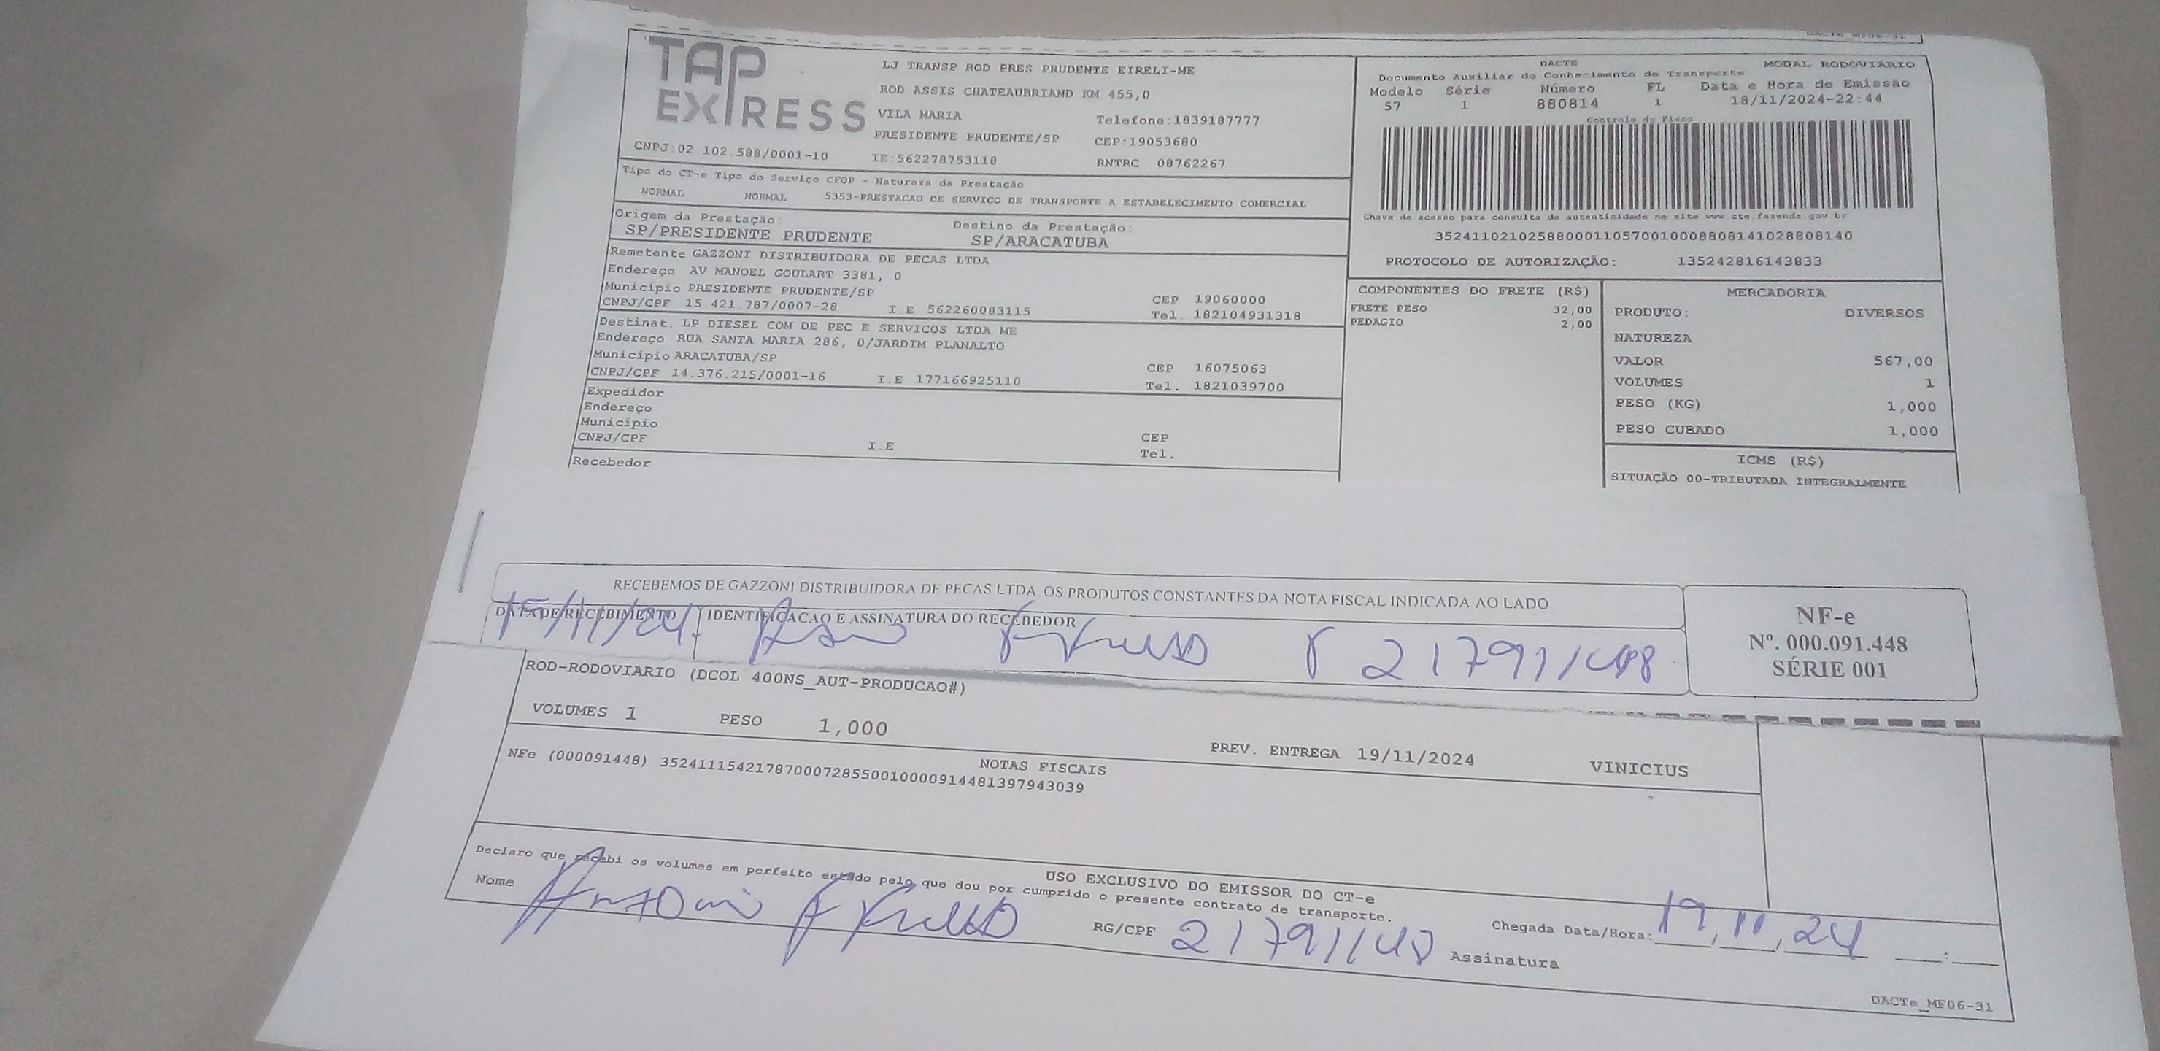 DACTe_MF06-31
TAP EXPRESS
LJ TRANSP ROD PRES PRUDENTE EIRELI-ME
ROD ASSIS CHATEAUBRIAND KM 455,0
VILA MARIA Telefone:1839187777
PRESIDENTE PRUDENTE/SP CEP:19053680
CNPJ:02.102.588/0001-10 IE:562278753110 RNTRC 08762267
DACTE MODAL RODOVIARIO
Documento Auxiliar do Conhecimento de Transporte
Modelo Série Número FL Data e Hora de Emissão
57 1 880814 1 18/11/2024-22:44
Controle do Fisco
Chave de acesso para consulta de autenticidade no site www.cte.fazenda.gov.br
35241102102588000110570010008808141028808140
PROTOCOLO DE AUTORIZAÇÃO: 135242816143833
Tipo do CT-e Tipo do Serviço CFOP - Natureza da Prestação
NORMAL NORMAL 5353-PRESTACAO DE SERVICO DE TRANSPORTE A ESTABELECIMENTO COMERCIAL
Origem da Prestação: Destino da Prestação:
SP/PRESIDENTE PRUDENTE SP/ARACATUBA
Remetente GAZZONI DISTRIBUIDORA DE PECAS LTDA
Endereço AV MANOEL GOULART 3381, 0
Município PRESIDENTE PRUDENTE/SP CEP 19060000
CNPJ/CPF 15.421.787/0007-28 I.E 562260083115 Tel. 182104931318
Destinat. LP DIESEL COM DE PEC E SERVICOS LTDA ME
Endereço RUA SANTA MARIA 286, 0/JARDIM PLANALTO
Município ARACATUBA/SP CEP 16075063
CNPJ/CPF 14.376.215/0001-16 I.E 177166925110 Tel. 1821039700
Expedidor
Endereço
Município
CNPJ/CPF I.E CEP
Tel.
Recebedor
COMPONENTES DO FRETE (R$)
FRETE PESO 32,00
PEDAGIO 2,00
MERCADORIA
PRODUTO: DIVERSOS
NATUREZA
VALOR 567,00
VOLUMES 1
PESO (KG) 1,000
PESO CUBADO 1,000
ICMS (R$)
SITUAÇÃO 00-TRIBUTADA INTEGRALMENTE
RECEBEMOS DE GAZZONI DISTRIBUIDORA DE PECAS LTDA. OS PRODUTOS CONSTANTES DA NOTA FISCAL INDICADA AO LADO
DATA DE RECEBIMENTO IDENTIFICACAO E ASSINATURA DO RECEBEDOR
NF-e
Nº. 000.091.448
SÉRIE 001
ROD-RODOVIARIO (DCOL 400NS_AUT-PRODUCAO#)
VOLUMES 1 PESO 1,000 PREV. ENTREGA 19/11/2024 VINICIUS
NOTAS FISCAIS
NFe (000091448) 35241115421787000728550010000914481397943039
USO EXCLUSIVO DO EMISSOR DO CT-e
Declaro que recebi os volumes em perfeito estado pelo que dou por cumprido o presente contrato de transporte.
Nome Antonio RG/CPF 21791148 Assinatura Chegada Data/Hora: 19/11/24
DACTe_MF06-31